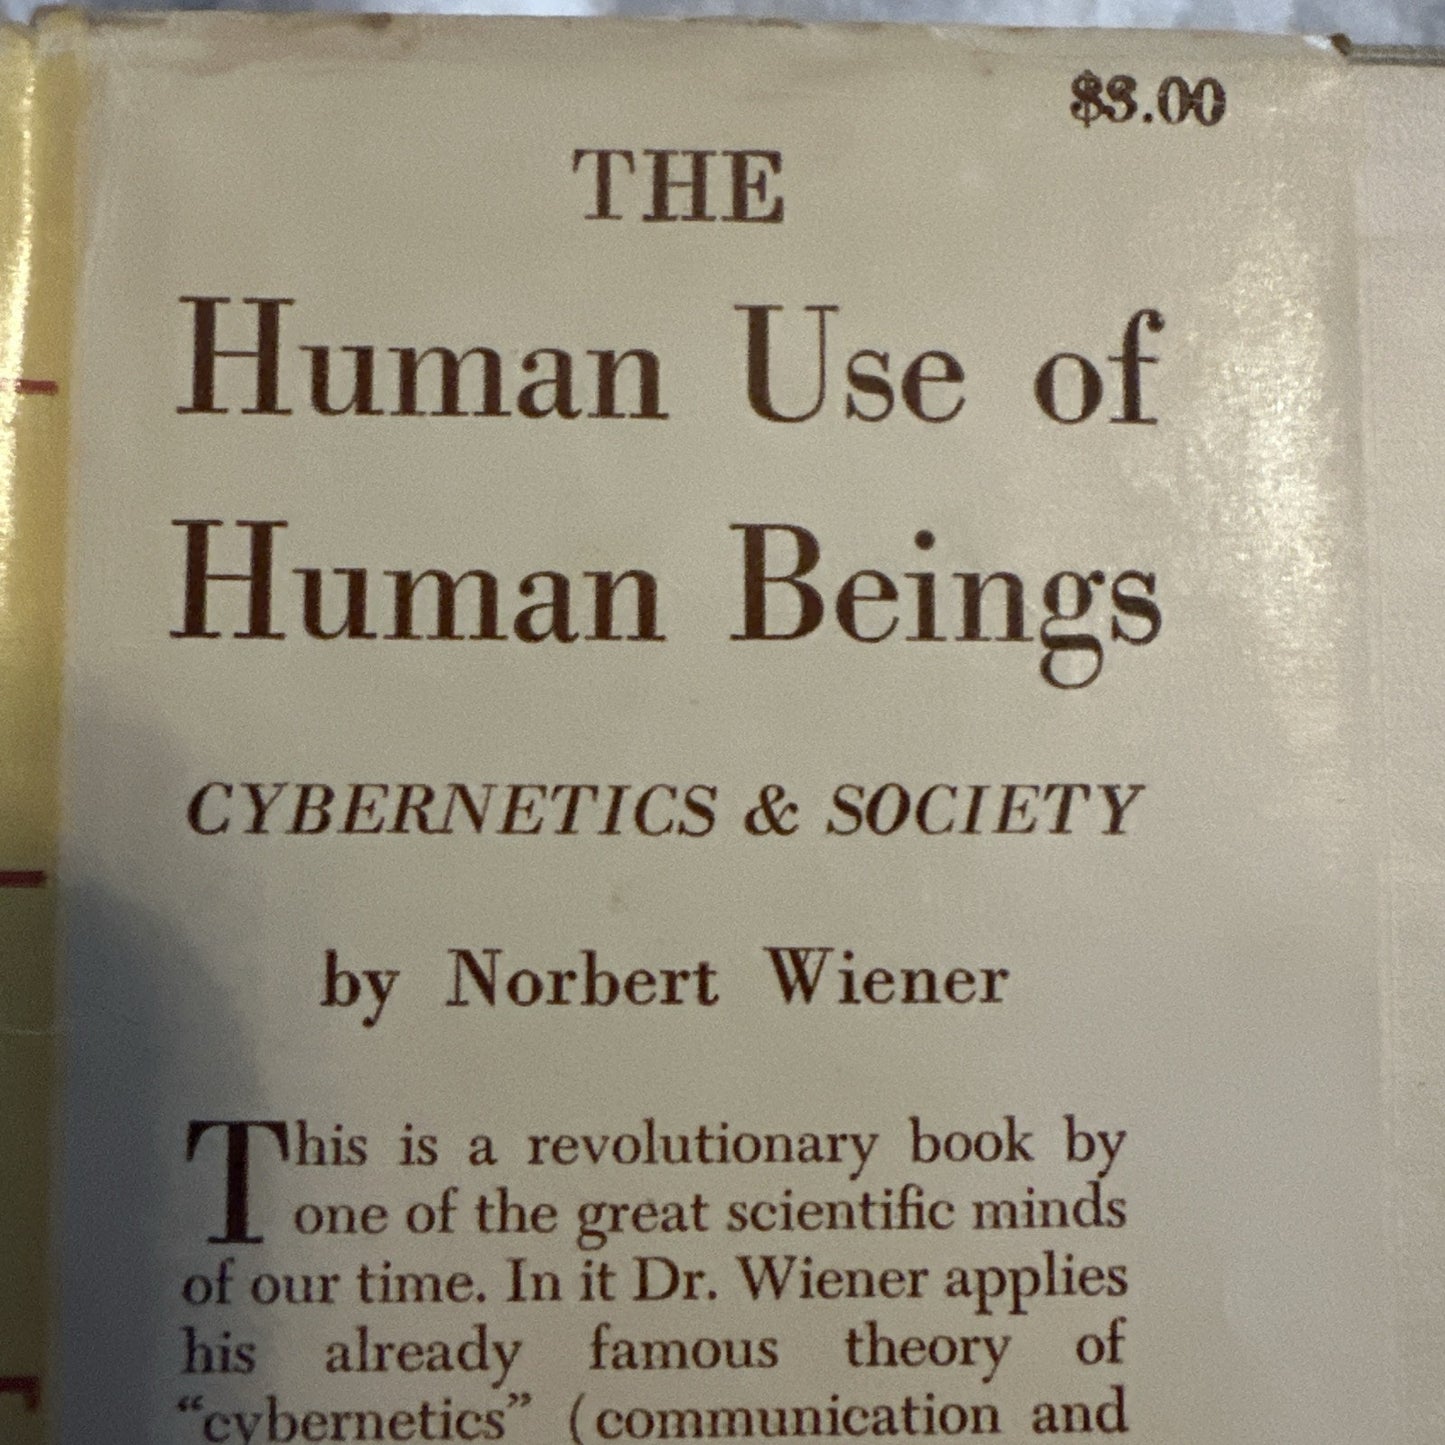 $3.00
THE
Human Use of
Human Beings
CYBERNETICS & SOCIETY
by Norbert Wiener
This is a revolutionary book by
one of the great scientific minds
of our time. In it Dr. Wiener applies
his already famous theory of
“cybernetics” (communication and